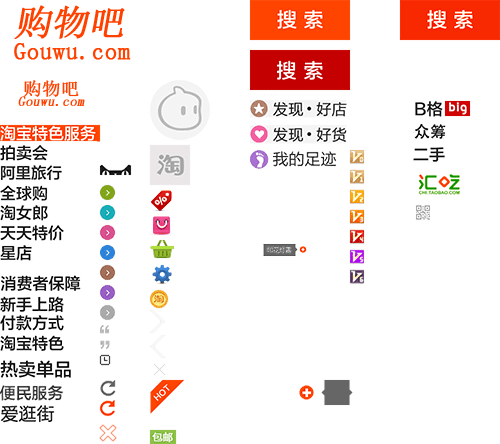 购物吧
Gouwu.com
购物吧
Gouwu.com
淘宝特色服务
拍卖会
阿里旅行
全球购
淘女郎
天天特价
星店
消费者保障
新手上路
付款方式
淘宝特色
热卖单品
便民服务
爱逛街
淘
%
淘
HOT
包邮
搜索
搜索
发现·好店
发现·好货
我的足迹
搜索
B格 big
众筹
二手
汇吃
CHI.TAOBAO.COM